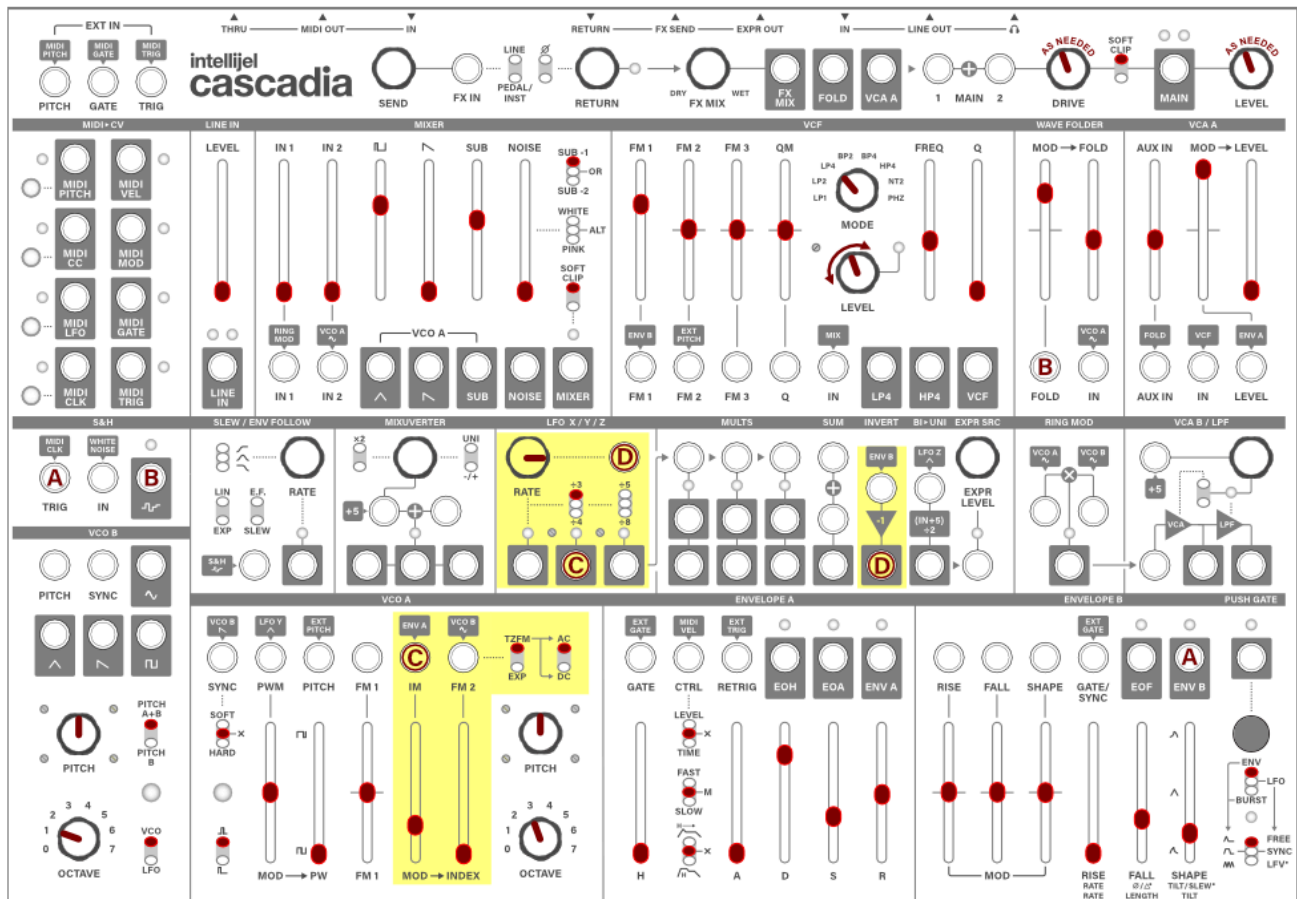 EXT IN
MIDI PITCH
MIDI GATE
MIDI TRIG
PITCH
GATE
TRIG
intellijel
cascadia
THRU
MIDI OUT
IN
RETURN
FX SEND
EXPR OUT
IN
LINE OUT
SEND
FX IN
LINE
PEDAL/
INST
Ø
RETURN
DRY
WET
FX MIX
FX MIX
FOLD
VCA A
1 MAIN 2
AS NEEDED
DRIVE
SOFT
CLIP
MAIN
AS NEEDED
LEVEL
MIDI▸CV
LINE IN
MIXER
VCF
WAVE FOLDER
VCA A
MIDI PITCH
MIDI VEL
MIDI CC
MIDI MOD
MIDI LFO
MIDI GATE
MIDI CLK
MIDI TRIG
LEVEL
LINE IN
IN 1
IN 2
SUB
NOISE
SUB -1
OR
SUB -2
WHITE
ALT
PINK
SOFT
CLIP
RING MOD
VCO A
VCO A
IN 1
IN 2
SUB
NOISE
MIXER
FM 1
FM 2
FM 3
QM
LP1
LP2
LP4
BP2
BP4
HP4
NT2
PHZ
MODE
Ø
LEVEL
FREQ
Q
ENV B
EXT PITCH
MIX
FM 1
FM 2
FM 3
Q
IN
LP4
HP4
VCF
MOD → FOLD
VCO A
B
FOLD
IN
AUX IN
MOD → LEVEL
FOLD
VCF
ENV A
AUX IN
IN
LEVEL
S&H
SLEW / ENV FOLLOW
MIXUVERTER
LFO X / Y / Z
MULTS
SUM
INVERT
BI▸UNI
EXPR SRC
RING MOD
VCA B / LPF
MIDI CLK
WHITE NOISE
A
B
TRIG
IN
LIN
EXP
E.F.
SLEW
RATE
S&H
x2
UNI
-/+
+5
RATE
D
÷3
÷4
÷5
÷8
C
ENV B
-1
D
LFO Z
(IN+5) ÷2
EXPR
LEVEL
VCO A
VCO B
+5
VCA
LPF
VCO B
VCO A
ENVELOPE A
ENVELOPE B
PUSH GATE
PITCH
SYNC
PITCH
PITCH
A+B
PITCH
B
0
1
2
3
4
5
6
7
OCTAVE
VCO
LFO
VCO B
LFO Y
EXT PITCH
ENV A
VCO B
C
SYNC
PWM
PITCH
FM 1
IM
FM 2
TZFM
EXP
AC
DC
SOFT
X
HARD
MOD → PW
FM 1
MOD → INDEX
PITCH
0
1
2
3
4
5
6
7
OCTAVE
EXT GATE
MIDI VEL
EXT TRIG
GATE
CTRL
RETRIG
EOH
EOA
ENV A
LEVEL
X
TIME
FAST
M
SLOW
H
X
H
H
A
D
S
R
EXT GATE
A
RISE
FALL
SHAPE
GATE/
SYNC
EOF
ENV B
MOD
RISE
RATE
RATE
FALL
LENGTH
SHAPE
TILT/SLEW*
TILT
ENV
LFO
BURST
FREE
SYNC
LFV*